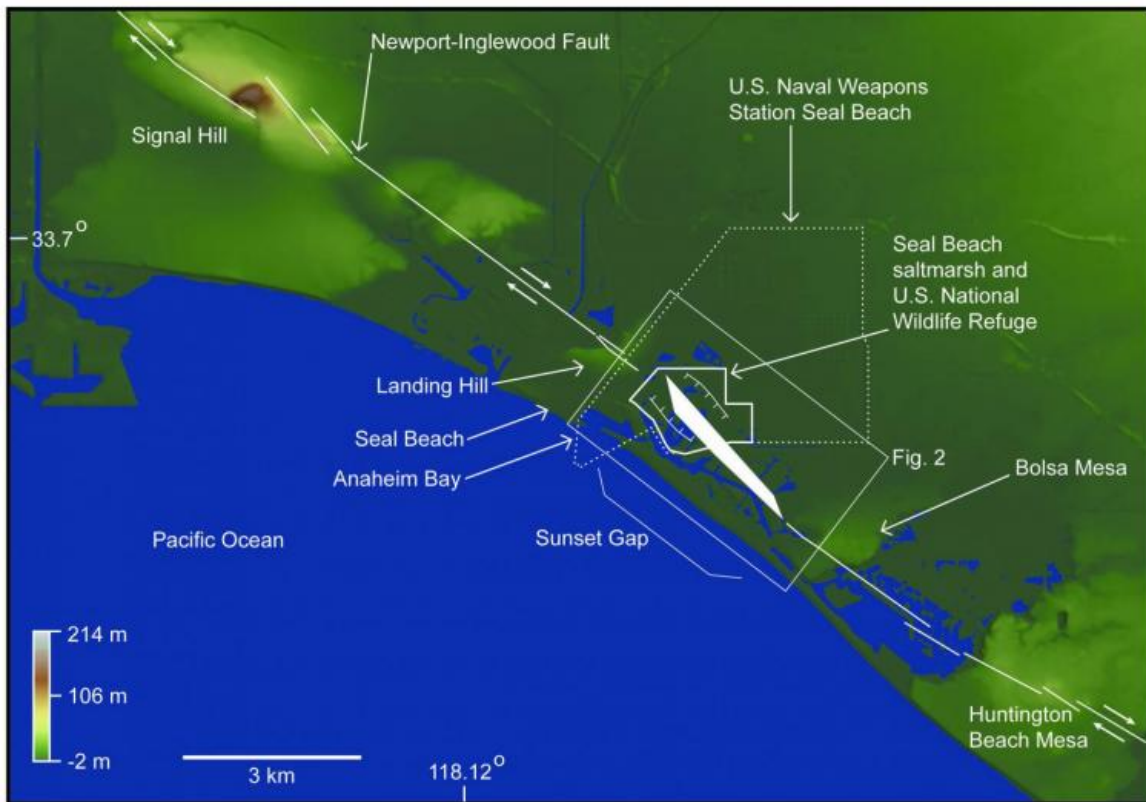 Newport-Inglewood Fault
U.S. Naval Weapons
Station Seal Beach
Signal Hill
33.7°
Seal Beach
saltmarsh and
U.S. National
Wildlife Refuge
Landing Hill
Seal Beach
Anaheim Bay
Fig. 2
Bolsa Mesa
Pacific Ocean
Sunset Gap
214 m
106 m
-2 m
3 km
118.12°
Huntington
Beach Mesa